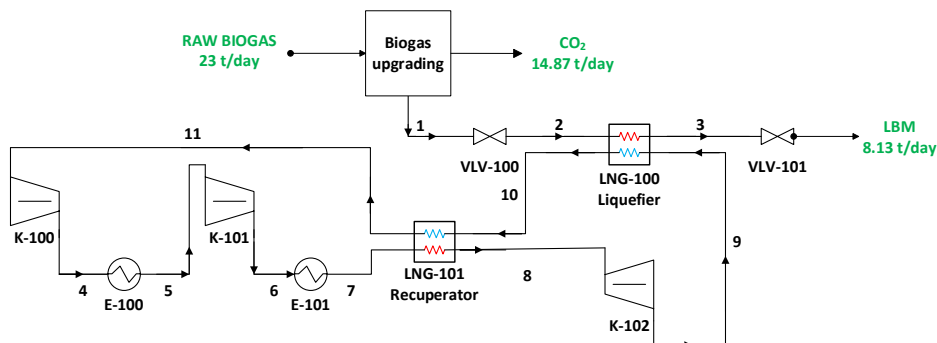 RAW BIOGAS
23 t/day
Biogas
upgrading
CO₂
14.87 t/day
1
2
3
VLV-100
LNG-100
Liquefier
VLV-101
LBM
8.13 t/day
11
10
9
K-100
K-101
4
E-100
5
6
E-101
7
LNG-101
Recuperator
8
K-102